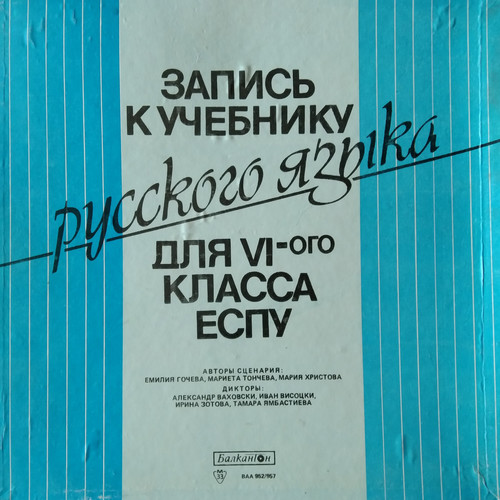 ЗАПИСЬ
К УЧЕБНИКУ
русского языка
ДЛЯ VI-ОГО
КЛАССА
ЕСПУ
АВТОРЫ СЦЕНАРИЯ:
ЕМИЛИЯ ГОЧЕВА, МАРИЕТА ТОНЧЕВА, МАРИЯ ХРИСТОВА
ДИКТОРЫ:
АЛЕКСАНДР ВАХОВСКИ, ИВАН ВИСОЦКИ,
ИРИНА ЗОТОВА, ТАМАРА ЯМБАСТИЕВА
Балкантон
М
33
ВАА 952/957